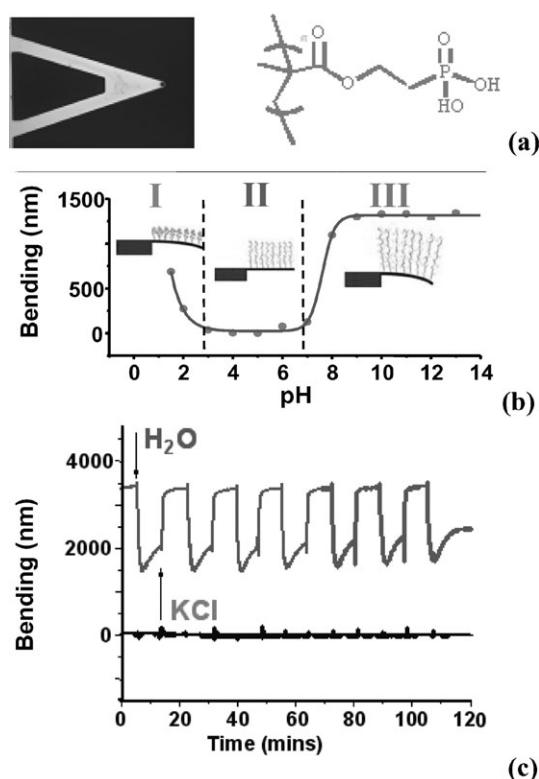 O
O
n
O
P
OH
HO
(a)
1500
I
II
III
500
0
Bending (nm)
0 2 4 6 8 10 12 14
pH
(b)
H₂O
4000
2000
KCl
0
Bending (nm)
0 20 40 60 80 100 120
Time (mins)
(c)